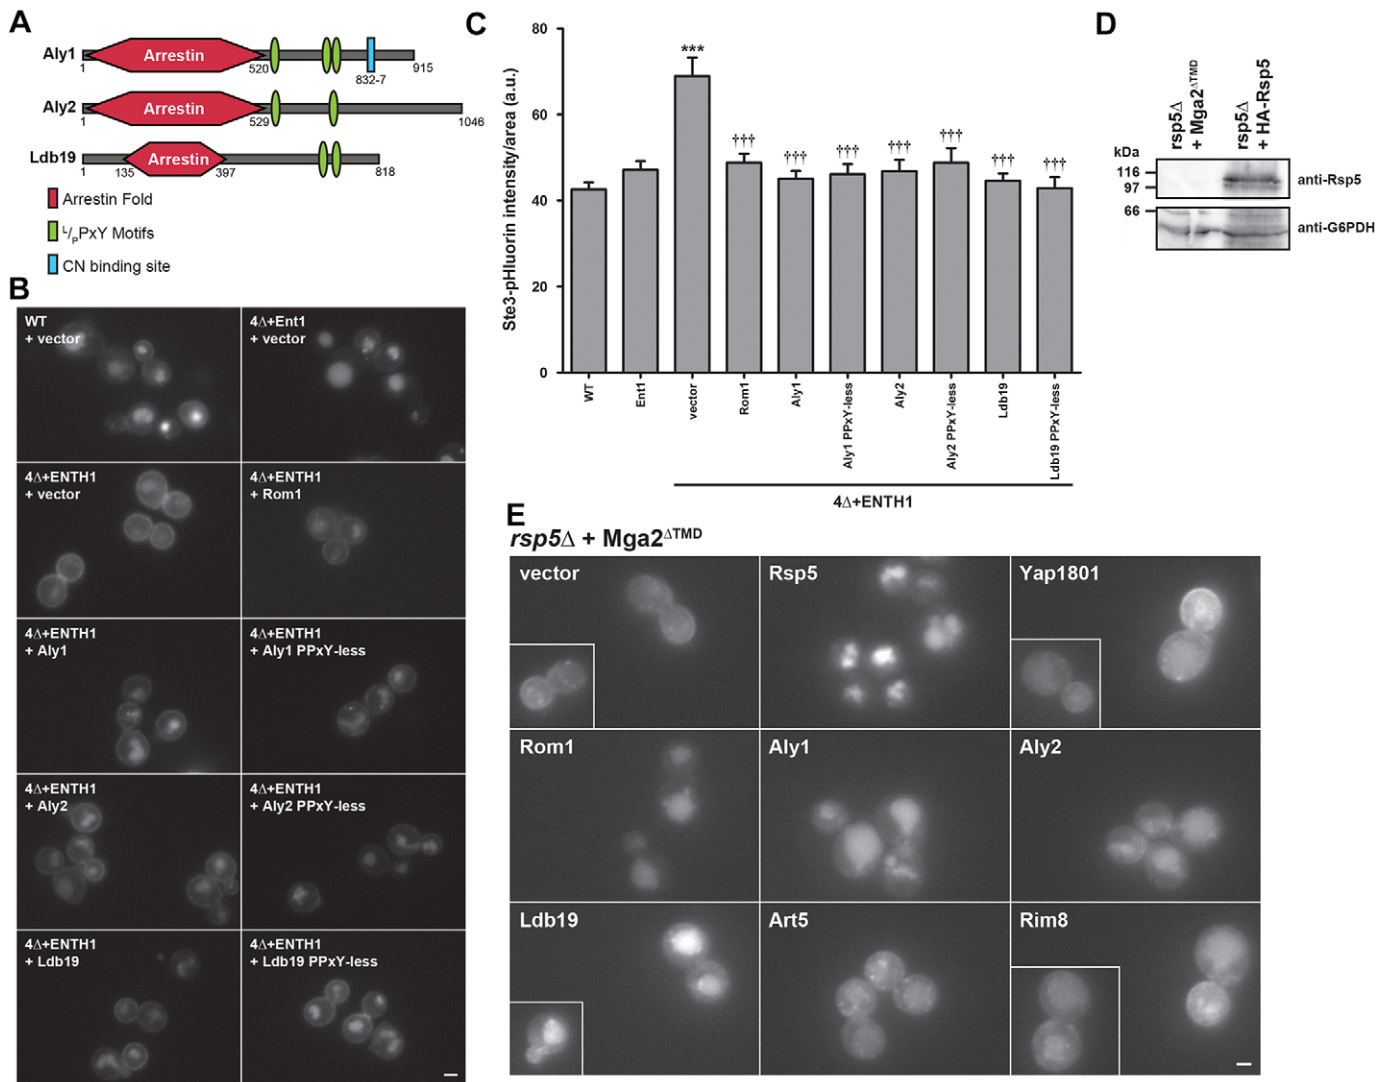 A
Aly1
Arrestin
1
520
832-7
915
Aly2
Arrestin
1
529
1046
Ldb19
Arrestin
1
135
397
818
Arrestin Fold
L/PPxY Motifs
CN binding site
B
WT
+ vector
4Δ+Ent1
+ vector
4Δ+ENTH1
+ vector
4Δ+ENTH1
+ Rom1
4Δ+ENTH1
+ Aly1
4Δ+ENTH1
+ Aly1 PPxY-less
4Δ+ENTH1
+ Aly2
4Δ+ENTH1
+ Aly2 PPxY-less
4Δ+ENTH1
+ Ldb19
4Δ+ENTH1
+ Ldb19 PPxY-less
C
Ste3-pHluorin intensity/area (a.u.)
80
60
40
20
0
***
†††
†††
†††
†††
†††
†††
†††
WT
Ent1
vector
Rom1
Aly1
Aly1 PPxY-less
Aly2
Aly2 PPxY-less
Ldb19
Ldb19 PPxY-less
4Δ+ENTH1
D
rsp5Δ
+ Mga2ΔTMD
rsp5Δ
+ HA-Rsp5
kDa
116
97
66
anti-Rsp5
anti-G6PDH
E
rsp5Δ + Mga2ΔTMD
vector
Rsp5
Yap1801
Rom1
Aly1
Aly2
Ldb19
Art5
Rim8